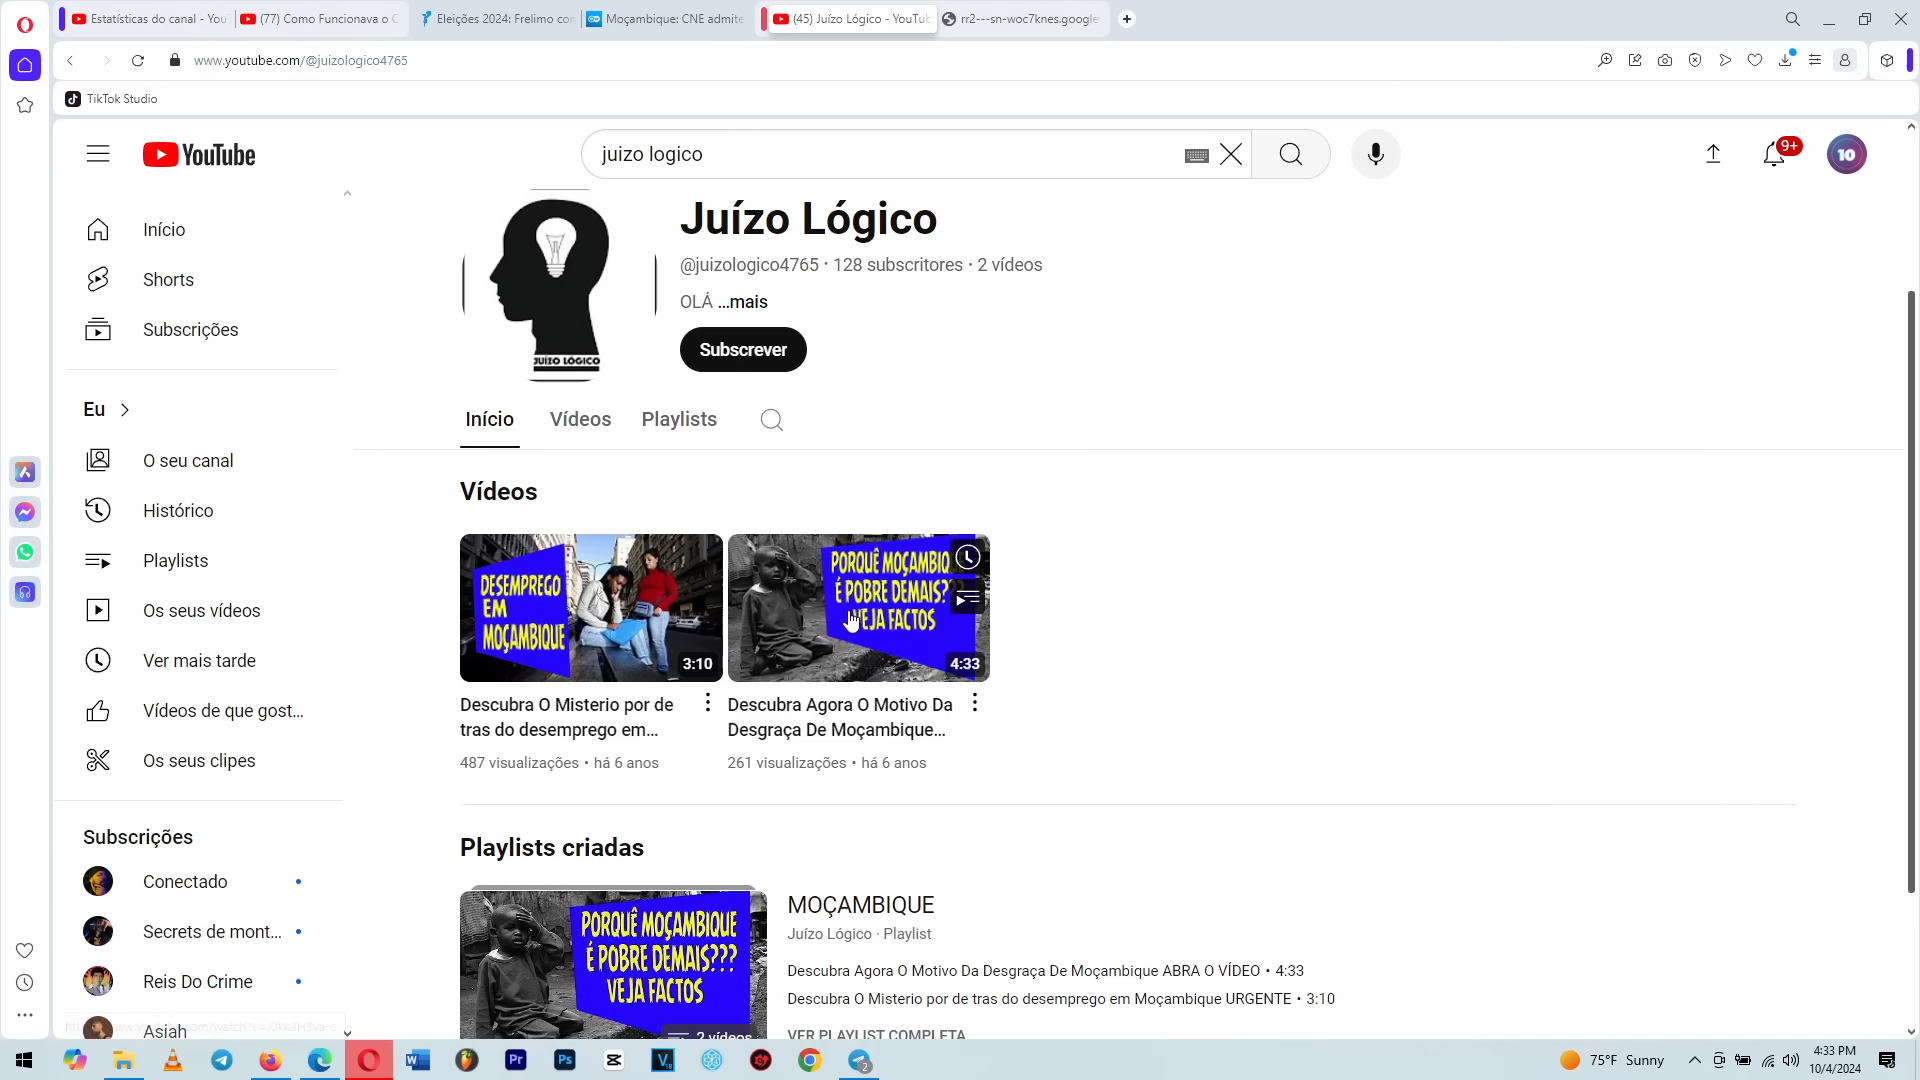 Estatísticas do canal - You
(77) Como Funcionava o C
Eleições 2024: Frelimo con
Moçambique: CNE admite
(45) Juízo Lógico - YouTub
rr2---sn-woc7knes.google
www.youtube.com/@juizologico4765
TikTok Studio
YouTube
juizo logico
9+
10
Início
Shorts
Subscrições
Eu
O seu canal
Histórico
Playlists
Os seus vídeos
Ver mais tarde
Vídeos de que gost...
Os seus clipes
Subscrições
Conectado
Secrets de mont...
Reis Do Crime
Asiah
JUÍZO LÓGICO
Juízo Lógico
@juizologico4765 · 128 subscritores · 2 vídeos
OLÁ ...mais
Subscrever
Início
Vídeos
Playlists
Vídeos
DESEMPREGO
EM
MOÇAMBIQUE
3:10
PORQUÊ MOÇAMBIQ
É POBRE DEMAIS?
VEJA FACTOS
4:33
Descubra O Misterio por de
tras do desemprego em...
487 visualizações • há 6 anos
Descubra Agora O Motivo Da
Desgraça De Moçambique...
261 visualizações • há 6 anos
Playlists criadas
PORQUÊ MOÇAMBIQUE
É POBRE DEMAIS???
VEJA FACTOS
2 vídeos
MOÇAMBIQUE
Juízo Lógico · Playlist
Descubra Agora O Motivo Da Desgraça De Moçambique ABRA O VÍDEO • 4:33
Descubra O Misterio por de tras do desemprego em Moçambique URGENTE • 3:10
VER PLAYLIST COMPLETA
W
Pr
Ps
V
2
75°F Sunny
4:33 PM
10/4/2024